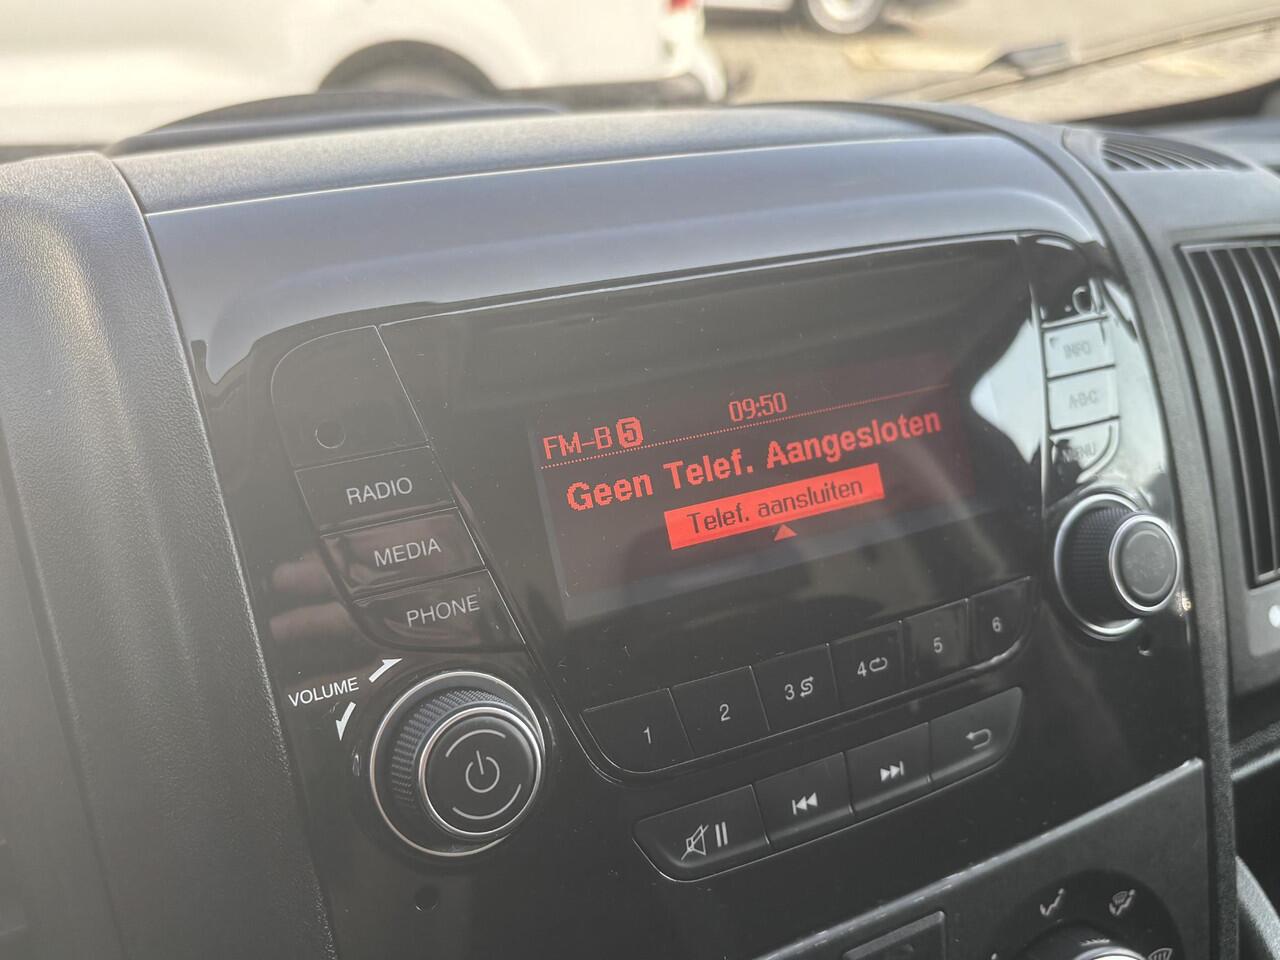 FM-B 5 09:50
Geen Telef. Aangesloten
Telef. aansluiten
RADIO
MEDIA
PHONE
VOLUME
INFO
A-B-C
MENU
1 2 3 4 5 6